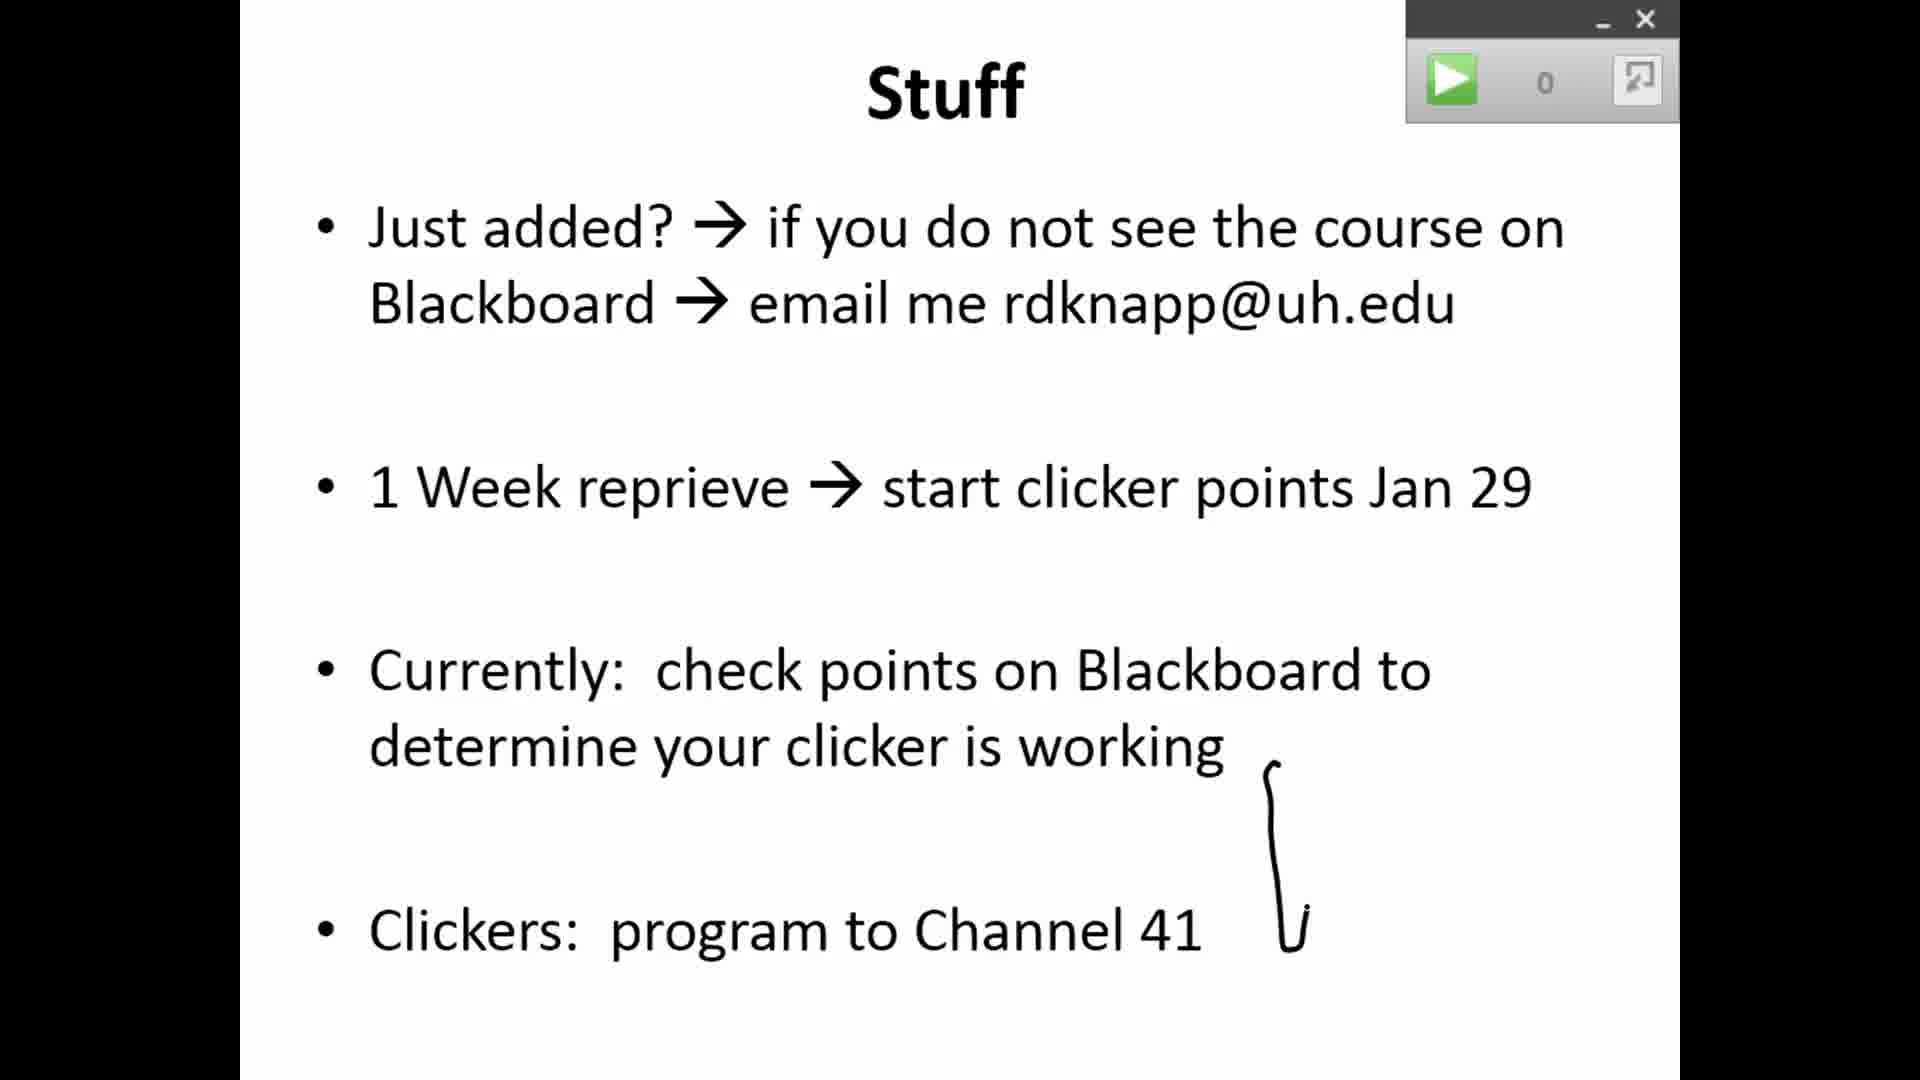 Stuff
0
• Just added? → if you do not see the course on
Blackboard → email me rdknapp@uh.edu
• 1 Week reprieve → start clicker points Jan 29
• Currently:  check points on Blackboard to
determine your clicker is working
• Clickers:  program to Channel 41